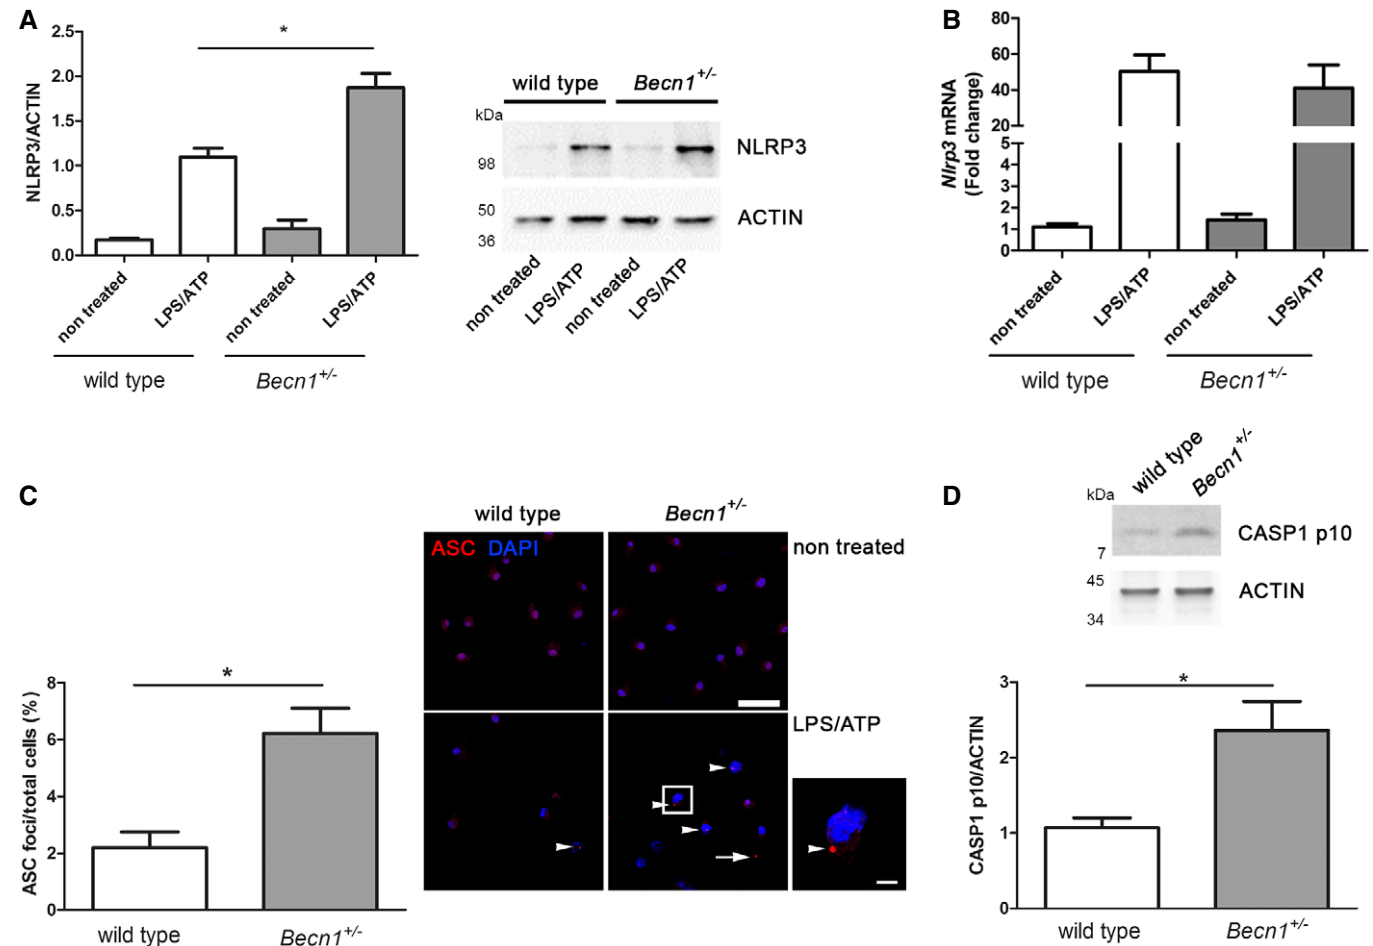 A
NLRP3/ACTIN
2.5
2.0
1.5
1.0
0.5
0.0
*
non treated
LPS/ATP
non treated
LPS/ATP
wild type
Becn1+/-
wild type
Becn1+/-
kDa
98
NLRP3
50
36
ACTIN
non treated
LPS/ATP
non treated
LPS/ATP
B
Nlrp3 mRNA
(Fold change)
80
60
40
20
5
4
3
2
1
0
non treated
LPS/ATP
non treated
LPS/ATP
wild type
Becn1+/-
C
ASC foci/total cells (%)
8
6
4
2
0
*
wild type
Becn1+/-
wild type
Becn1+/-
ASC DAPI
non treated
LPS/ATP
D
wild type
Becn1+/-
kDa
7
CASP1 p10
45
34
ACTIN
CASP1 p10/ACTIN
3
2
1
0
*
wild type
Becn1+/-